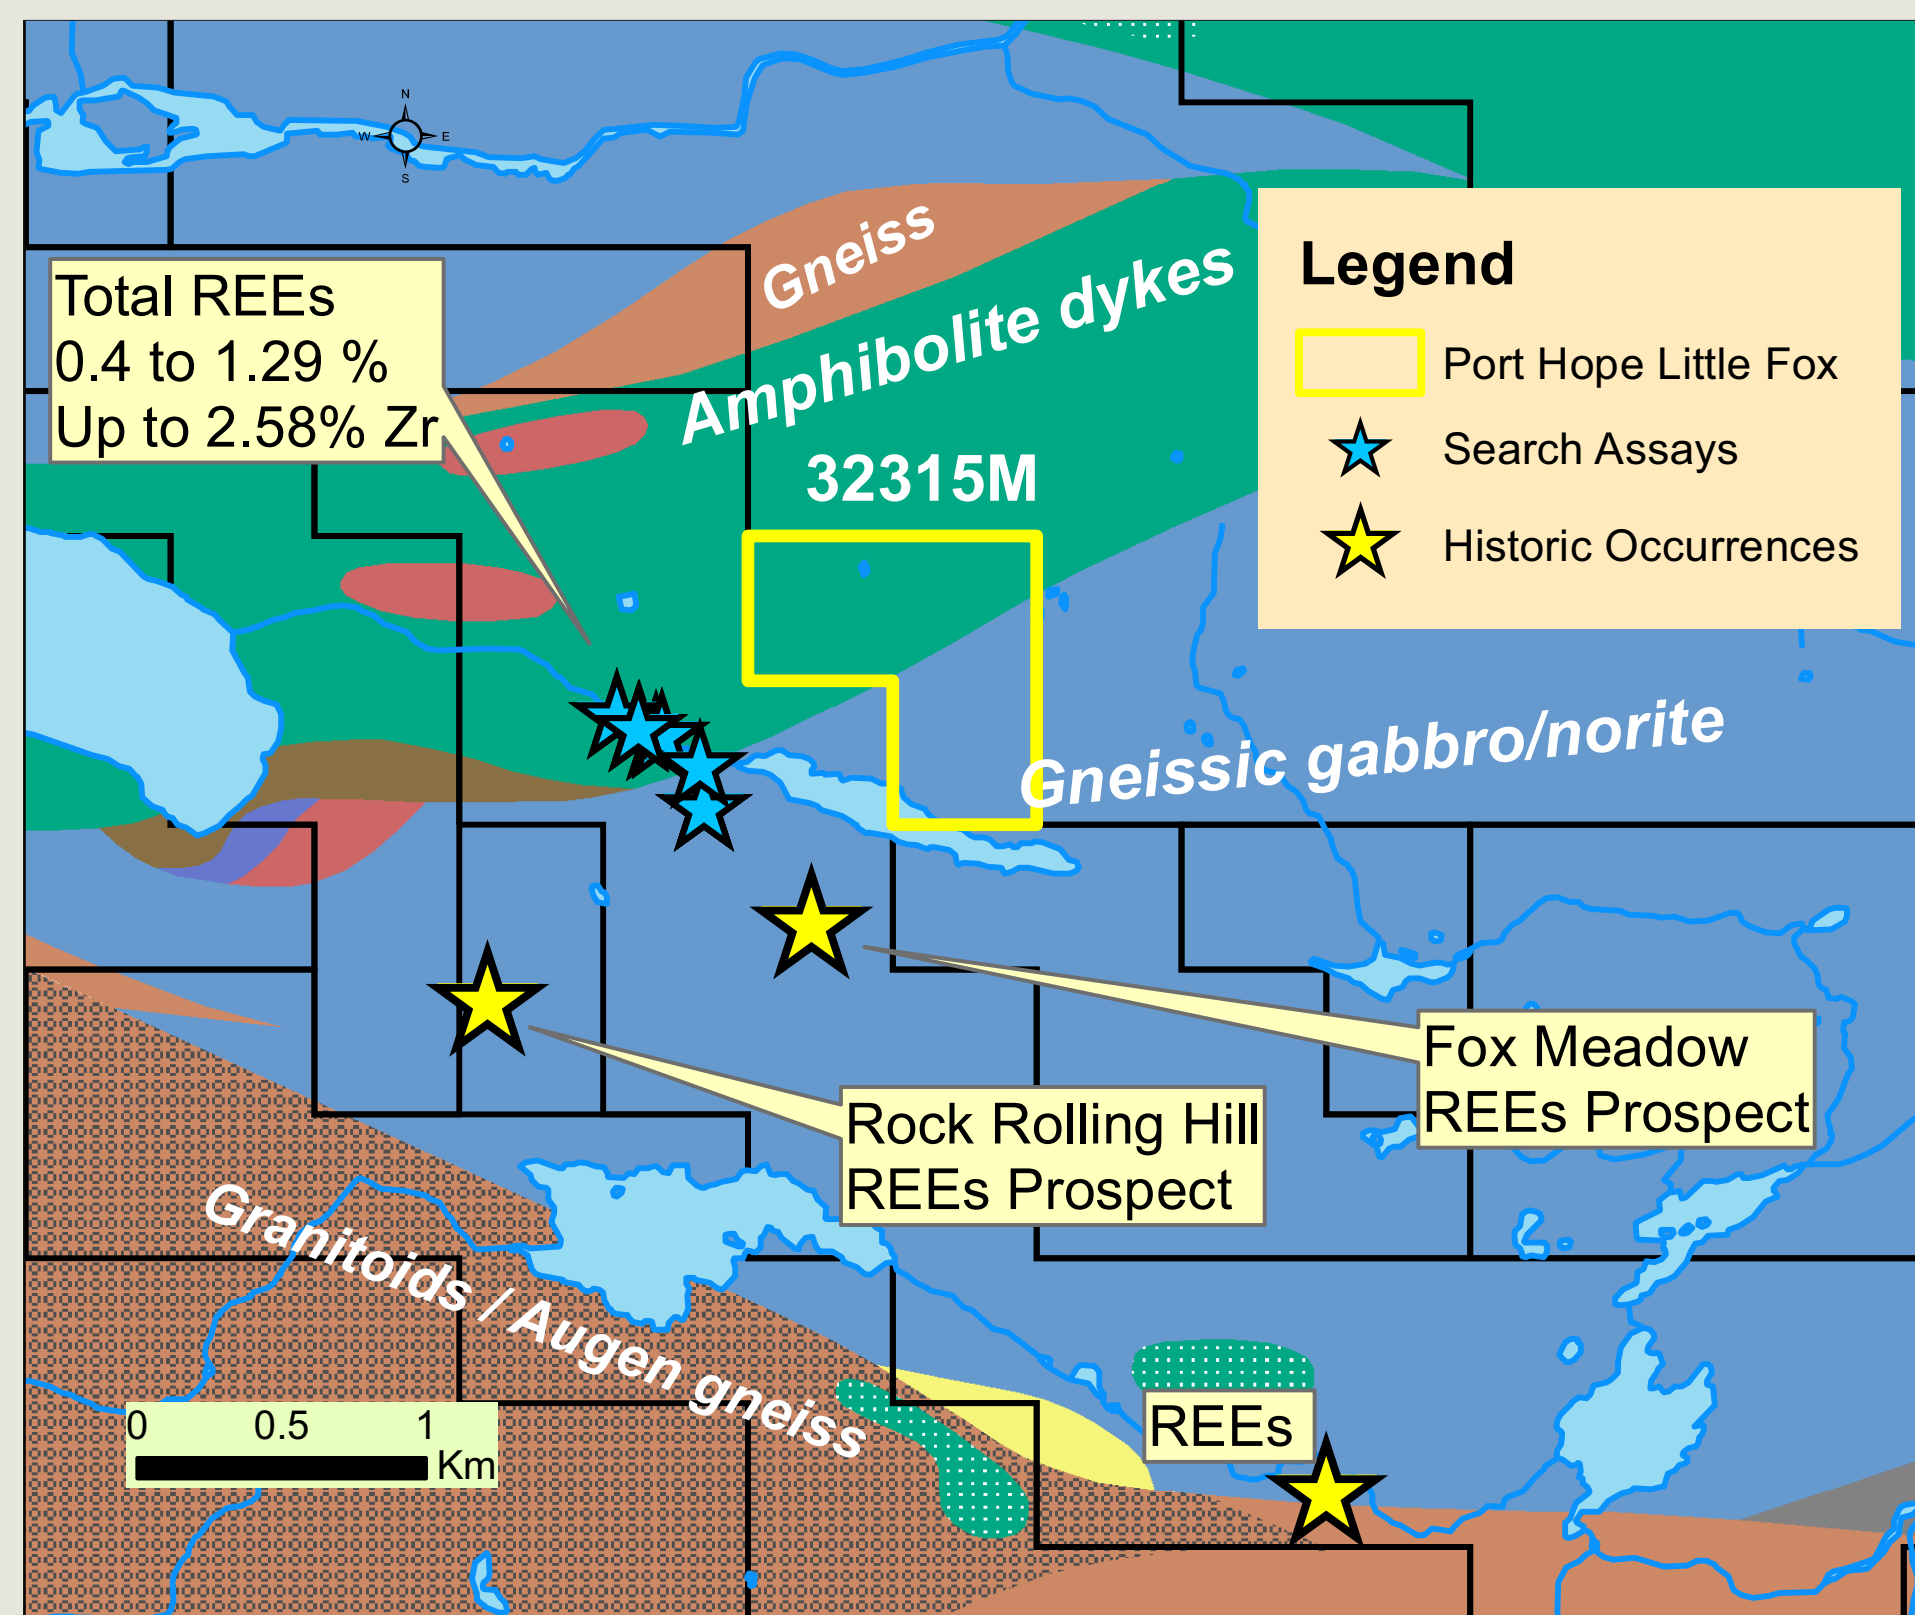 N
W E
S
Gneiss
Amphibolite dykes
Total REEs
0.4 to 1.29 %
Up to 2.58% Zr
Legend
Port Hope Little Fox
Search Assays
Historic Occurrences
32315M
Gneissic gabbro/norite
Fox Meadow
REEs Prospect
Rock Rolling Hill
REEs Prospect
Granitoids / Augen gneiss
REEs
0 0.5 1
Km